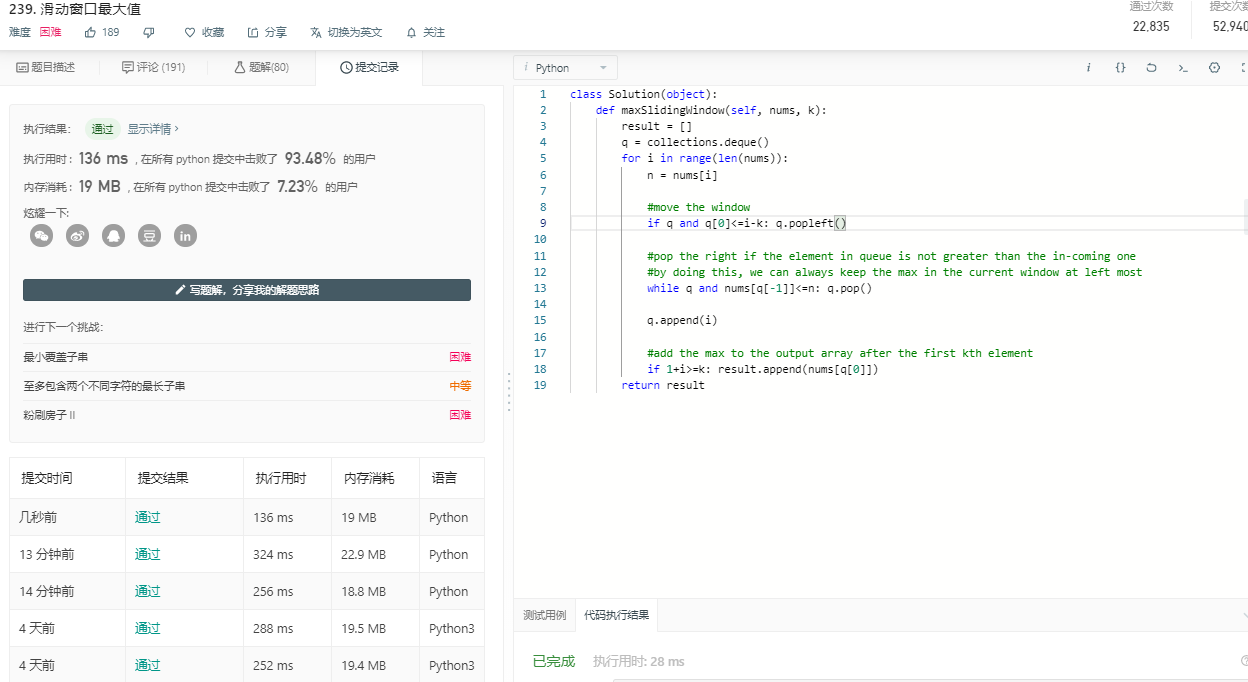 239. 滑动窗口最大值
难度 困难 189 收藏 分享 切换为英文 关注
通过次数 提交次数
22,835 52,940
题目描述 评论 (191) 题解(80) 提交记录
i Python
执行结果： 通过 显示详情 ›
执行用时 : 136 ms , 在所有 python 提交中击败了 93.48% 的用户
内存消耗 : 19 MB , 在所有 python 提交中击败了 7.23% 的用户
炫耀一下:
豆 in
写题解，分享我的解题思路
进行下一个挑战:
最小覆盖子串 困难
至多包含两个不同字符的最长子串 中等
粉刷房子 II 困难
提交时间 提交结果 执行用时 内存消耗 语言
几秒前 通过 136 ms 19 MB Python
13 分钟前 通过 324 ms 22.9 MB Python
14 分钟前 通过 256 ms 18.8 MB Python
4 天前 通过 288 ms 19.5 MB Python3
4 天前 通过 252 ms 19.4 MB Python3
1 class Solution(object):
2 def maxSlidingWindow(self, nums, k):
3 result = []
4 q = collections.deque()
5 for i in range(len(nums)):
6 n = nums[i]
7
8 #move the window
9 if q and q[0]<=i-k: q.popleft()
10
11 #pop the right if the element in queue is not greater than the in-coming one
12 #by doing this, we can always keep the max in the current window at left most
13 while q and nums[q[-1]]<=n: q.pop()
14
15 q.append(i)
16
17 #add the max to the output array after the first kth element
18 if 1+i>=k: result.append(nums[q[0]])
19 return result
测试用例 代码执行结果
已完成 执行用时: 28 ms